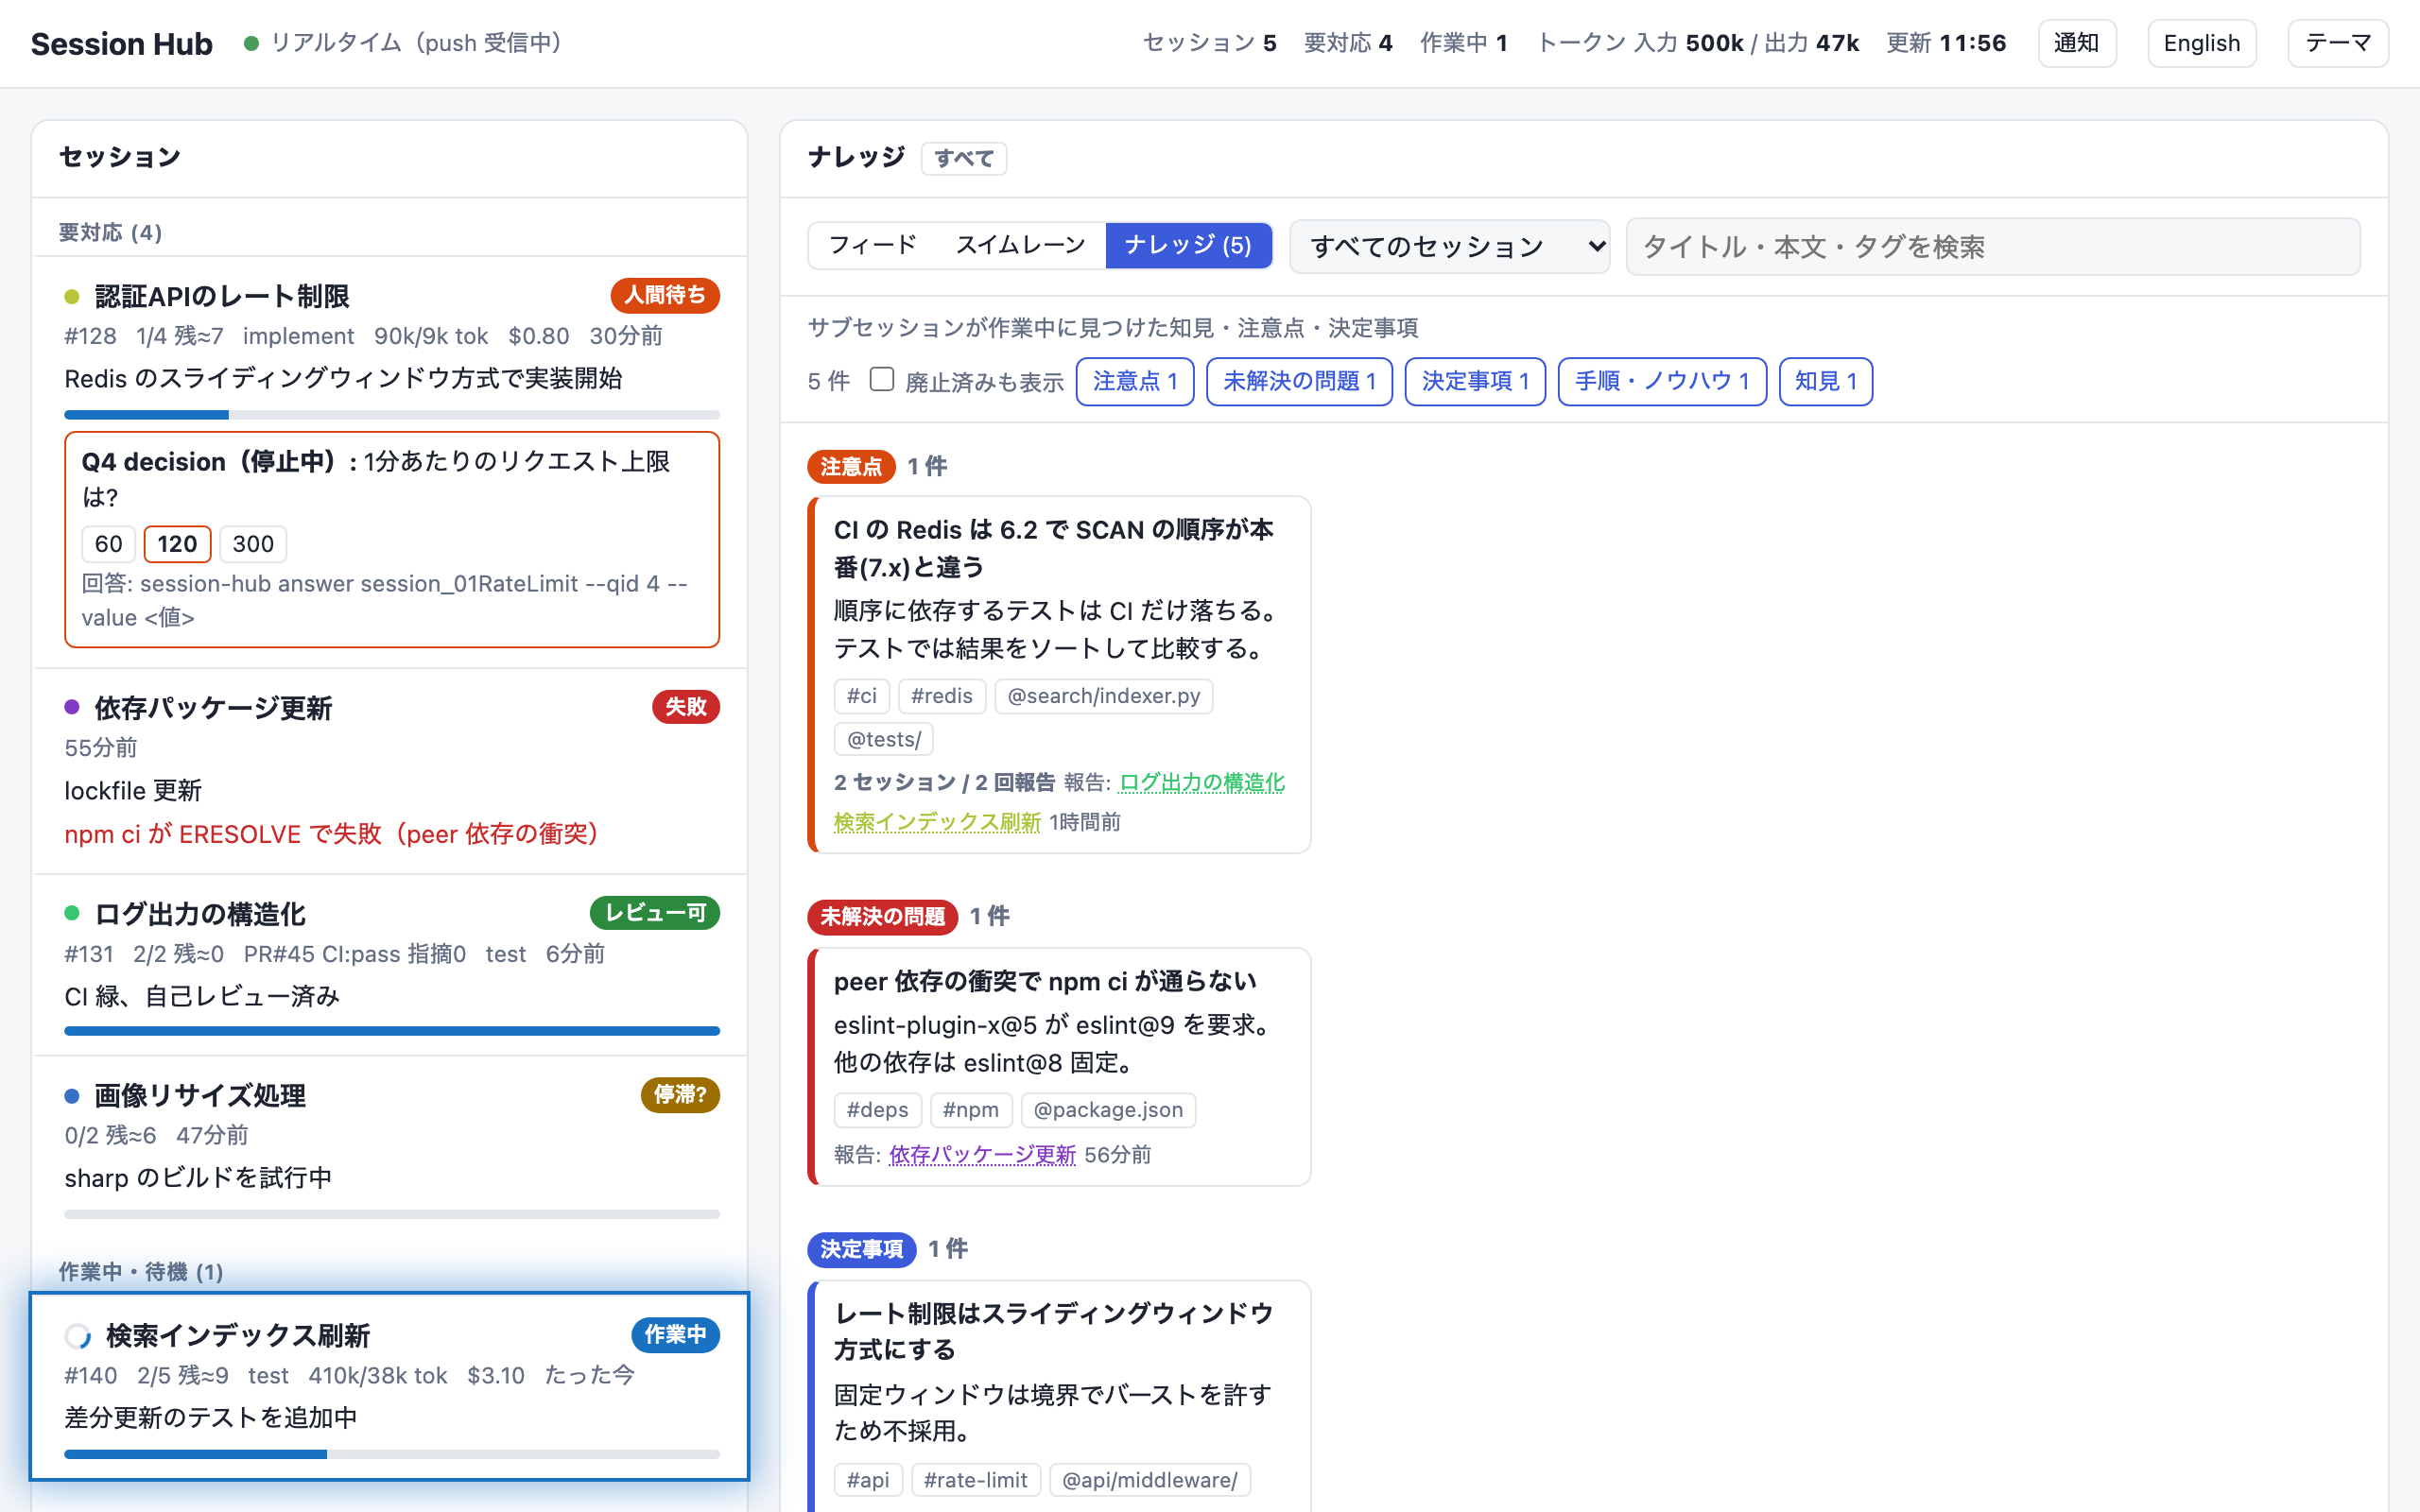 Session Hub
リアルタイム（push 受信中）
セッション 5 要対応 4 作業中 1 トークン 入力 500k / 出力 47k 更新 11:56
通知
English
テーマ
セッション
要対応 (4)
認証APIのレート制限
人間待ち
#128 1/4 残≈7 implement 90k/9k tok $0.80 30分前
Redis のスライディングウィンドウ方式で実装開始
Q4 decision（停止中）: 1分あたりのリクエスト上限
は?
60 120 300
回答: session-hub answer session_01RateLimit --qid 4 --
value <値>
依存パッケージ更新
失敗
55分前
lockfile 更新
npm ci が ERESOLVE で失敗（peer 依存の衝突）
ログ出力の構造化
レビュー可
#131 2/2 残≈0 PR#45 CI:pass 指摘0 test 6分前
CI 緑、自己レビュー済み
画像リサイズ処理
停滞?
0/2 残≈6 47分前
sharp のビルドを試行中
作業中・待機 (1)
検索インデックス刷新
作業中
#140 2/5 残≈9 test 410k/38k tok $3.10 たった今
差分更新のテストを追加中
ナレッジ すべて
フィード スイムレーン ナレッジ (5)
すべてのセッション
タイトル・本文・タグを検索
サブセッションが作業中に見つけた知見・注意点・決定事項
5 件 廃止済みも表示 注意点 1 未解決の問題 1 決定事項 1 手順・ノウハウ 1 知見 1
注意点 1 件
CI の Redis は 6.2 で SCAN の順序が本
番(7.x)と違う
順序に依存するテストは CI だけ落ちる。
テストでは結果をソートして比較する。
#ci #redis @search/indexer.py
@tests/
2 セッション / 2 回報告 報告: ログ出力の構造化
検索インデックス刷新 1時間前
未解決の問題 1 件
peer 依存の衝突で npm ci が通らない
eslint-plugin-x@5 が eslint@9 を要求。
他の依存は eslint@8 固定。
#deps #npm @package.json
報告: 依存パッケージ更新 56分前
決定事項 1 件
レート制限はスライディングウィンドウ
方式にする
固定ウィンドウは境界でバーストを許す
ため不採用。
#api #rate-limit @api/middleware/